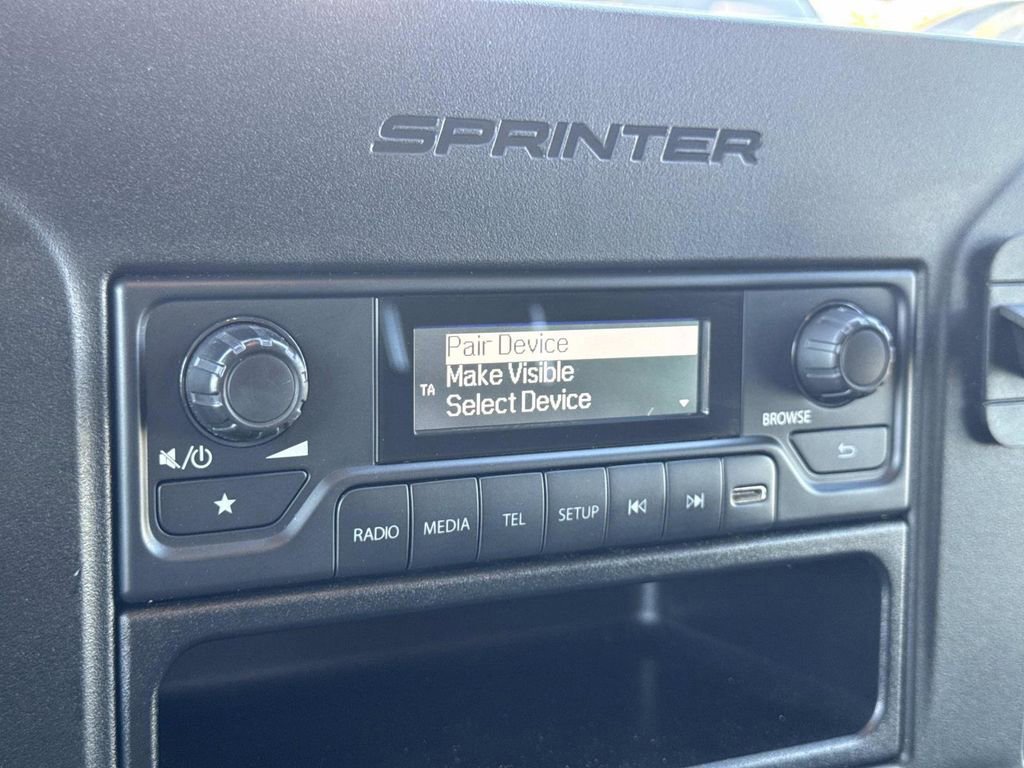 SPRINTER
Pair Device
Make Visible
TA
Select Device
BROWSE
RADIO
MEDIA
TEL
SETUP